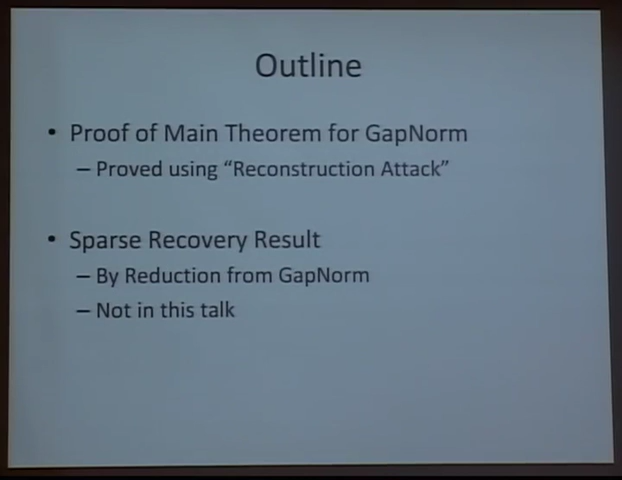 Outline
• Proof of Main Theorem for GapNorm
– Proved using “Reconstruction Attack”
• Sparse Recovery Result
– By Reduction from GapNorm
– Not in this talk